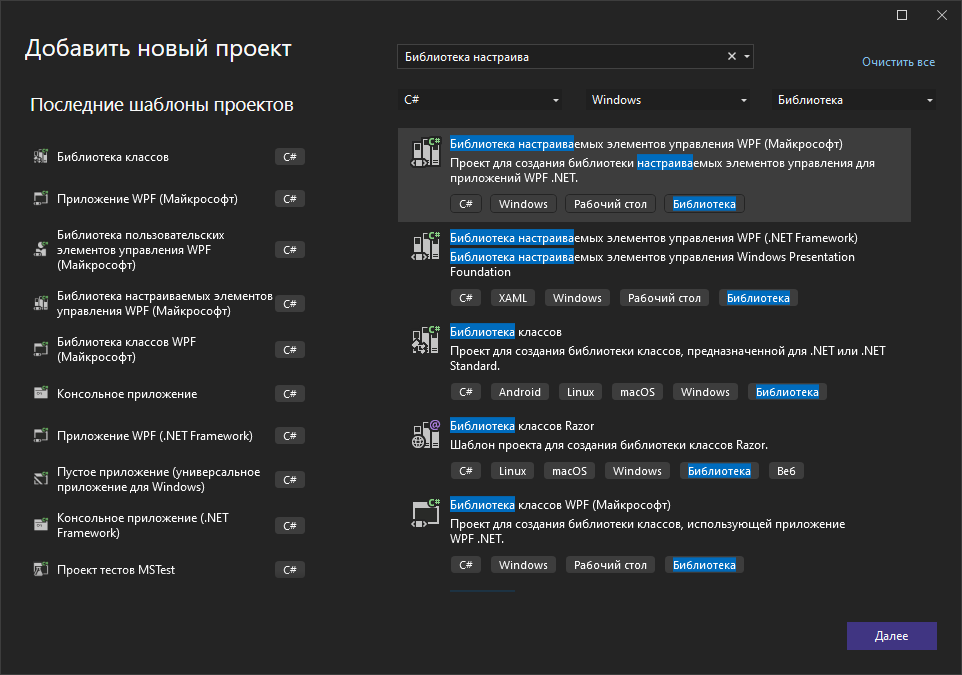 Добавить новый проект
Последние шаблоны проектов
Библиотека классов
C#
Приложение WPF (Майкрософт)
C#
Библиотека пользовательских
элементов управления WPF
(Майкрософт)
C#
Библиотека настраиваемых элементов
управления WPF (Майкрософт)
C#
Библиотека классов WPF
(Майкрософт)
C#
Консольное приложение
C#
Приложение WPF (.NET Framework)
C#
Пустое приложение (универсальное
приложение для Windows)
C#
Консольное приложение (.NET
Framework)
C#
Проект тестов MSTest
C#
Библиотека настраива
Очистить все
C# Windows Библиотека
Библиотека настраиваемых элементов управления WPF (Майкрософт)
Проект для создания библиотеки настраиваемых элементов управления для
приложений WPF .NET.
C# Windows Рабочий стол Библиотека
Библиотека настраиваемых элементов управления WPF (.NET Framework)
Библиотека настраиваемых элементов управления Windows Presentation
Foundation
C# XAML Windows Рабочий стол Библиотека
Библиотека классов
Проект для создания библиотеки классов, предназначенной для .NET или .NET
Standard.
C# Android Linux macOS Windows Библиотека
Библиотека классов Razor
Шаблон проекта для создания библиотеки классов Razor.
C# Linux macOS Windows Библиотека Веб
Библиотека классов WPF (Майкрософт)
Проект для создания библиотеки классов, использующей приложение
WPF .NET.
C# Windows Рабочий стол Библиотека
Далее